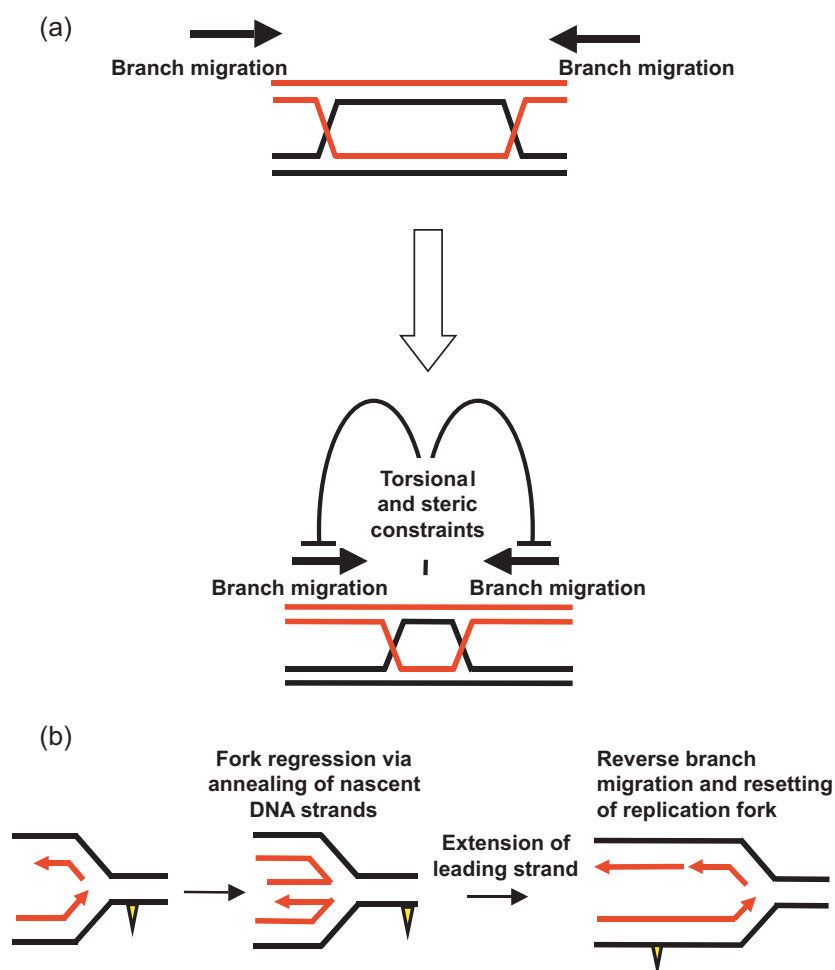 (a)
Branch migration
Branch migration
Torsional
and steric
constraints
Branch migration
Branch migration
(b)
Fork regression via
annealing of nascent
DNA strands
Extension of
leading strand
Reverse branch
migration and resetting
of replication fork